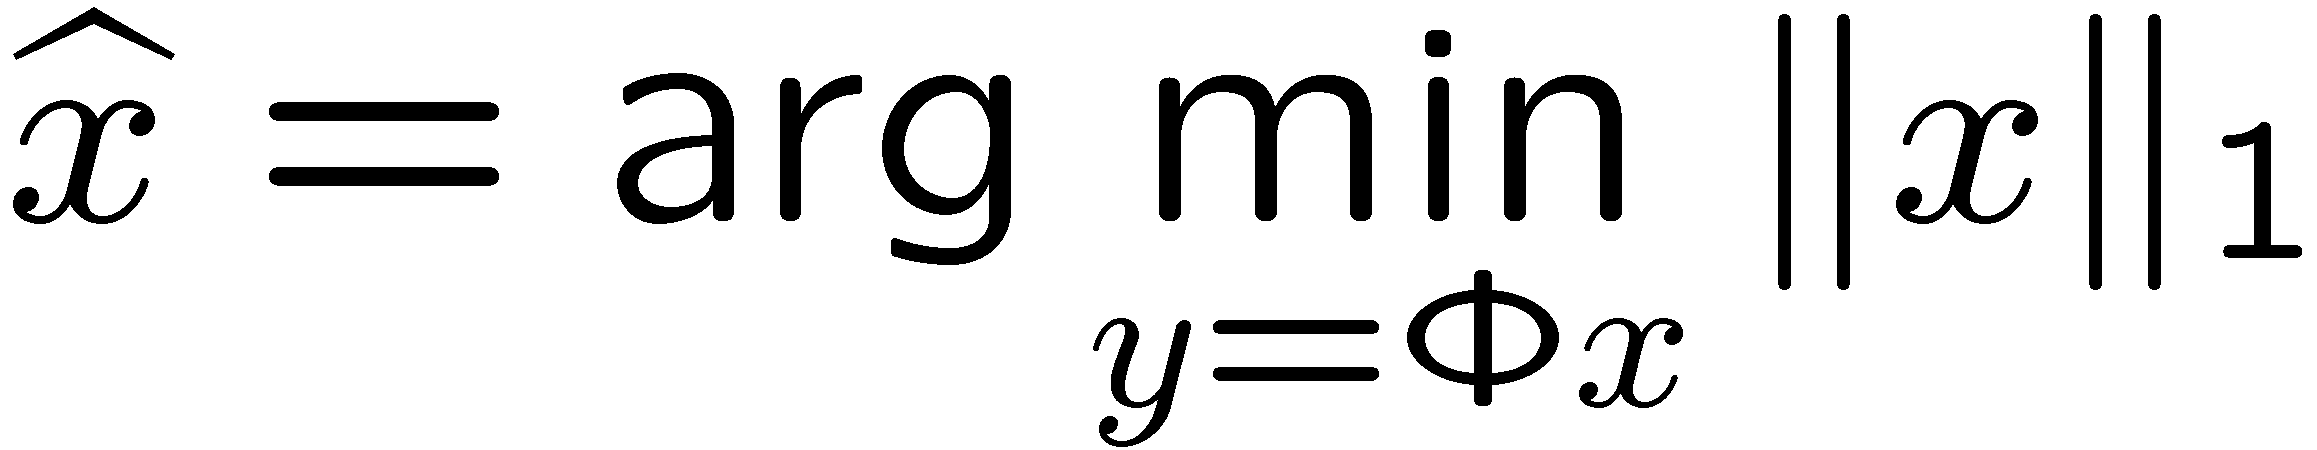 x̂ = arg min ‖x‖₁
y=Φx